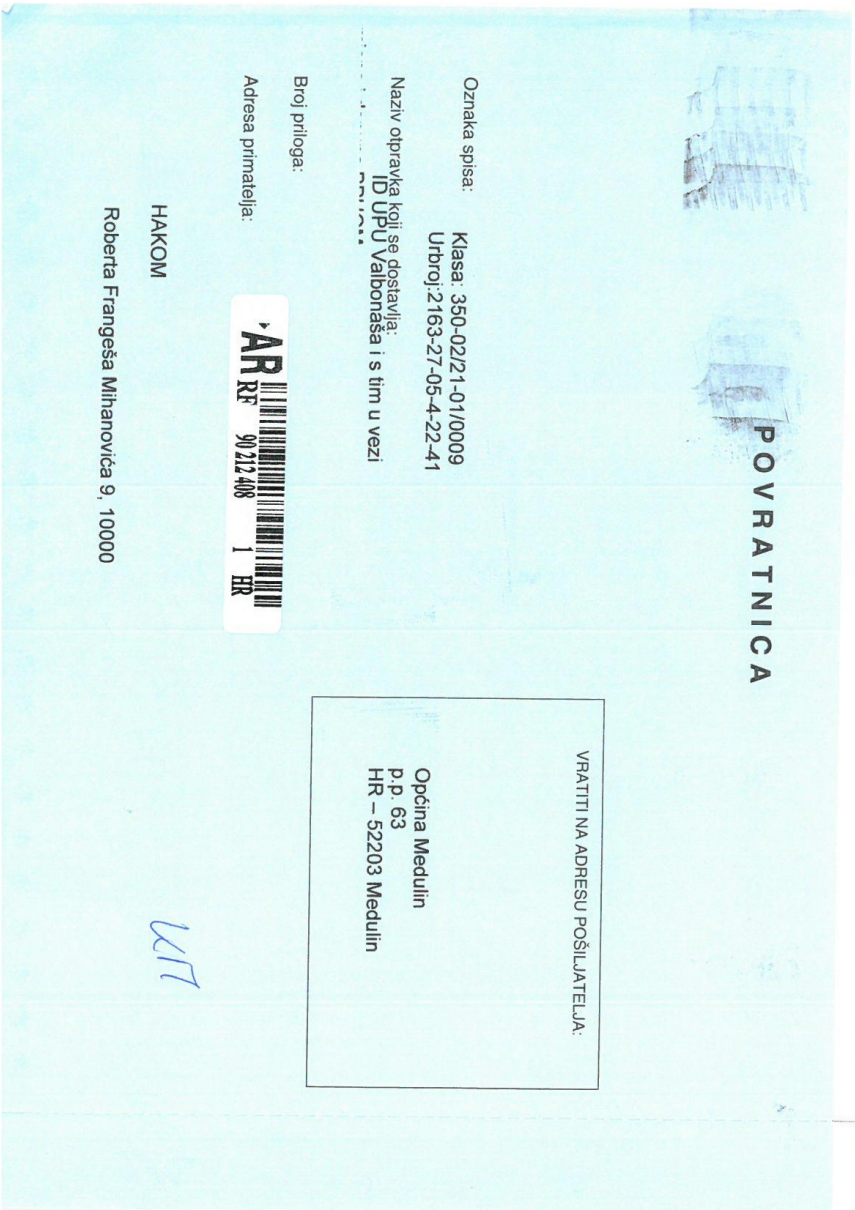 POVRATNICA
VRATITI NA ADRESU POŠILJATELJA:
Općina Medulin
p.p. 63
HR – 52203 Medulin
Oznaka spisa:
Klasa: 350-02/21-01/0009
Urbroj:2163-27-05-4-22-41
Naziv otpravka koji se dostavlja:
ID UPU Valbonaša i s tim u vezi
Broj priloga:
Adresa primatelja:
AR
RF 90 212 408 1 HR
HAKOM
Roberta Frangeša Mihanovića 9, 10000